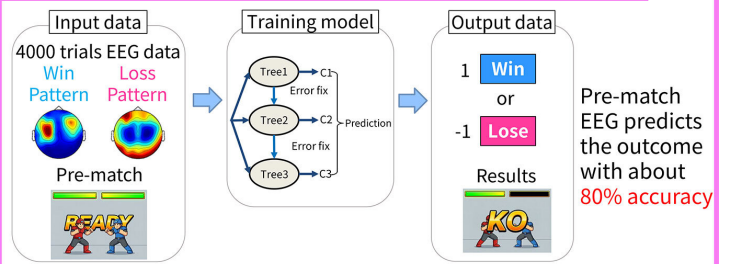 Input data
4000 trials EEG data
Win Loss
Pattern Pattern
Pre-match
READY
Training model
Tree1
C1
Error fix
Tree2
C2
Prediction
Error fix
Tree3
C3
Output data
1 Win
or
-1 Lose
Results
KO
Pre-match
EEG predicts
the outcome
with about
80% accuracy